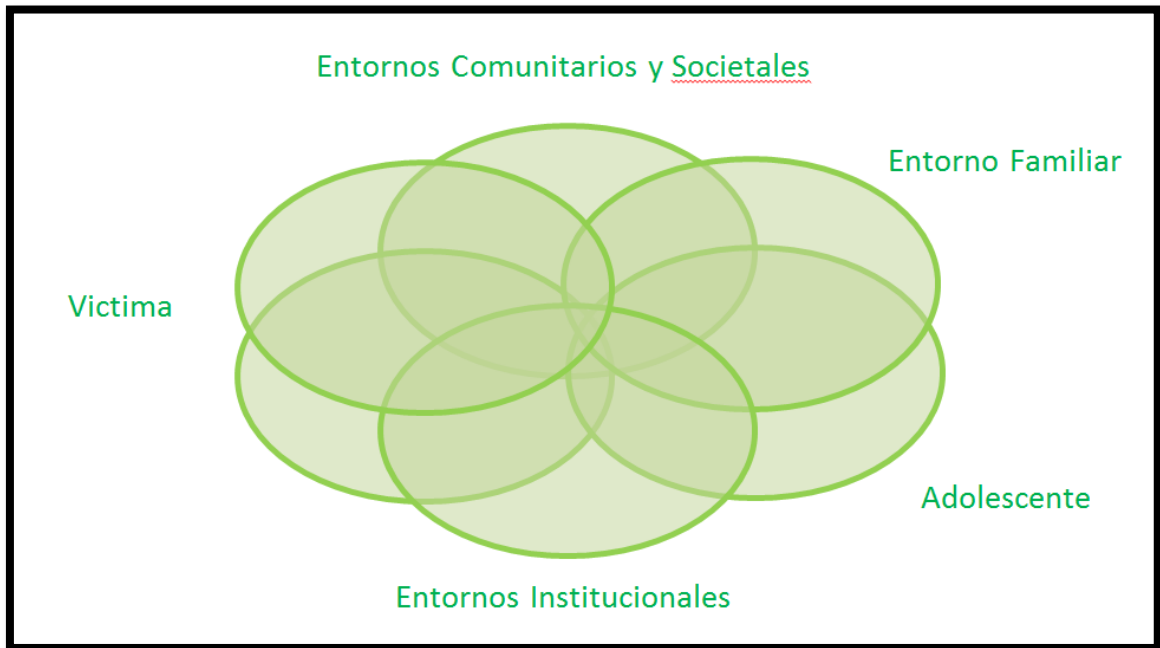 Entornos Comunitarios y Societales
Entorno Familiar
Victima
Adolescente
Entornos Institucionales